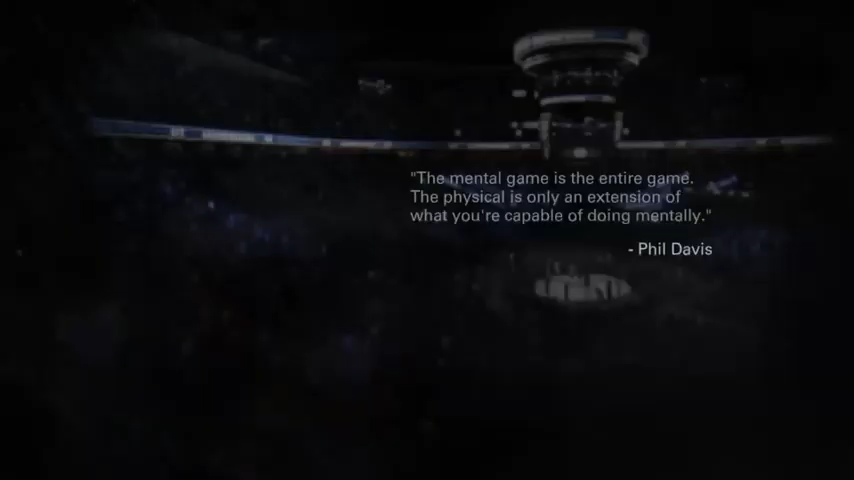 "The mental game is the entire game.
The physical is only an extension of
what you're capable of doing mentally."
- Phil Davis